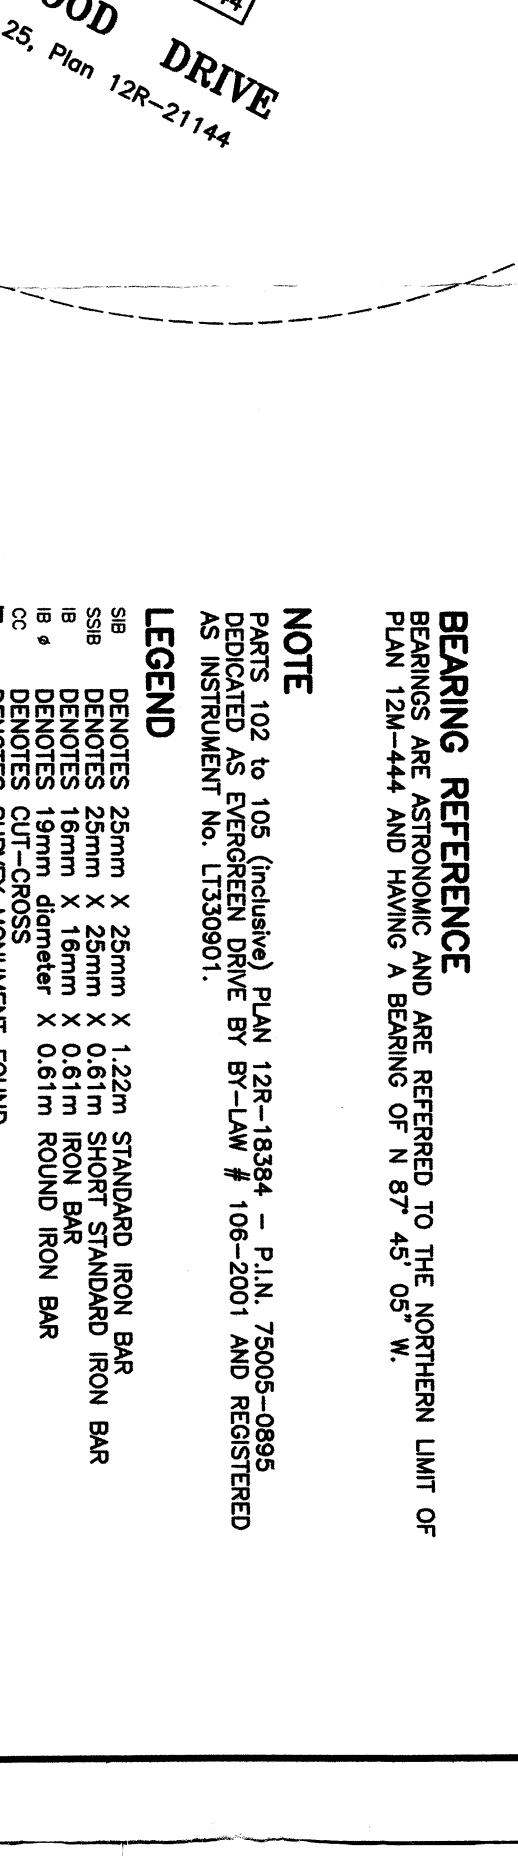 OOD DRIVE
25, Plan 12R-21144
BEARING REFERENCE
BEARINGS ARE ASTRONOMIC AND ARE REFERRED TO THE NORTHERN LIMIT OF
PLAN 12M-444 AND HAVING A BEARING OF N 87° 45' 05" W.
NOTE
PARTS 102 to 105 (inclusive) PLAN 12R-18384 - P.I.N. 75005-0895
DEDICATED AS EVERGREEN DRIVE BY BY-LAW # 106-2001 AND REGISTERED
AS INSTRUMENT No. LT330901.
LEGEND
SIB DENOTES 25mm X 25mm X 1.22m STANDARD IRON BAR
SSIB DENOTES 25mm X 25mm X 0.61m SHORT STANDARD IRON BAR
IB DENOTES 16mm X 16mm X 0.61m IRON BAR
IB ø DENOTES 19mm diameter X 0.61m ROUND IRON BAR
CC DENOTES CUT-CROSS
DENOTES SURVEY MONUMENT FOUND